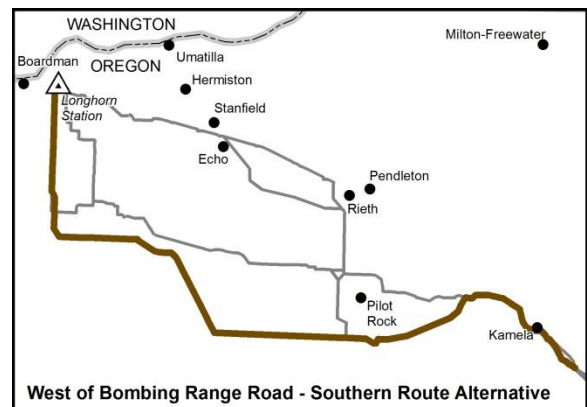 WASHINGTON
OREGON
Milton-Freewater
Umatilla
Boardman
Hermiston
Longhorn
Station
Stanfield
Echo
Pendleton
Rieth
Pilot
Rock
Kamela
West of Bombing Range Road - Southern Route Alternative